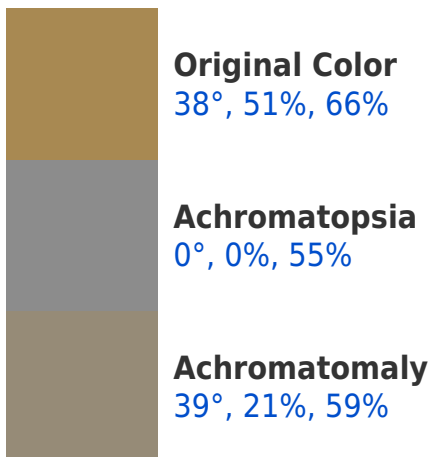 Original Color
38°, 51%, 66%
Achromatopsia
0°, 0%, 55%
Achromatomaly
39°, 21%, 59%